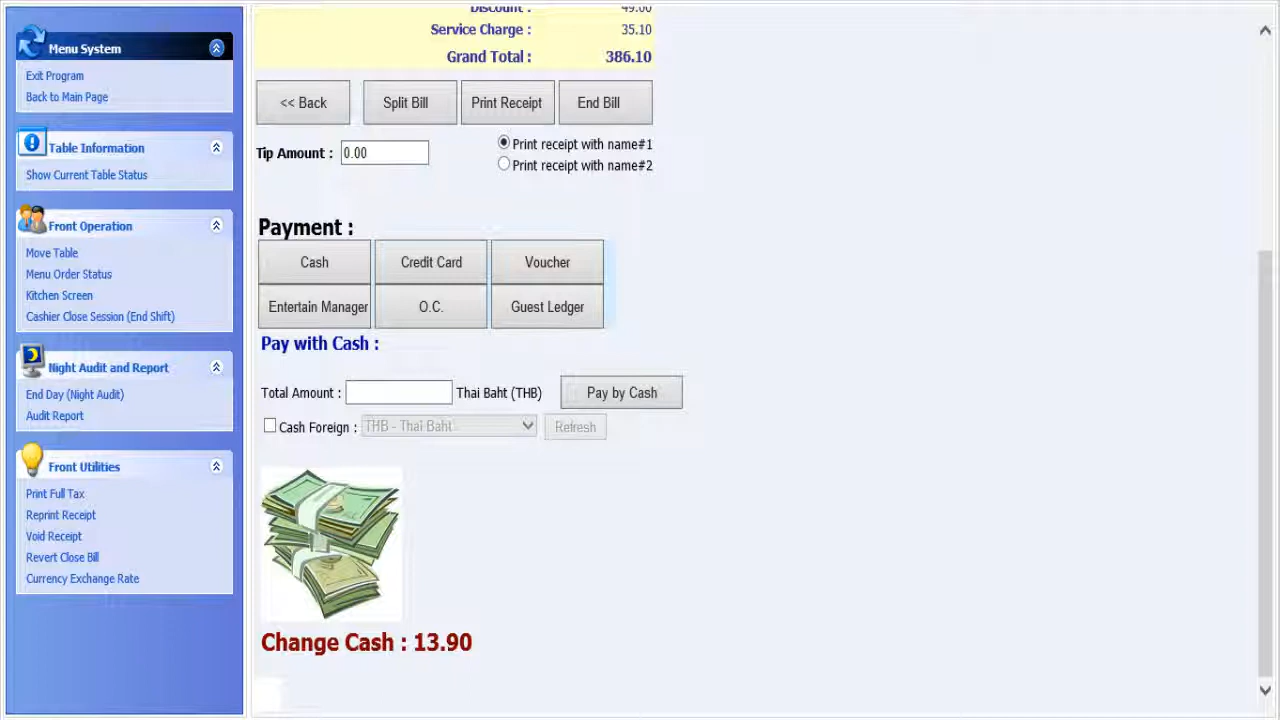 Menu System
Exit Program
Back to Main Page
Table Information
Show Current Table Status
Front Operation
Move Table
Menu Order Status
Kitchen Screen
Cashier Close Session (End Shift)
Night Audit and Report
End Day (Night Audit)
Audit Report
Front Utilities
Print Full Tax
Reprint Receipt
Void Receipt
Revert Close Bill
Currency Exchange Rate
Discount : 49.00
Service Charge : 35.10
Grand Total : 386.10
<< Back Split Bill Print Receipt End Bill
Tip Amount : 0.00
Print receipt with name#1
Print receipt with name#2
Payment :
Cash Credit Card Voucher
Entertain Manager O.C. Guest Ledger
Pay with Cash :
Total Amount : Thai Baht (THB) Pay by Cash
Cash Foreign : THB - Thai Baht Refresh
Change Cash : 13.90